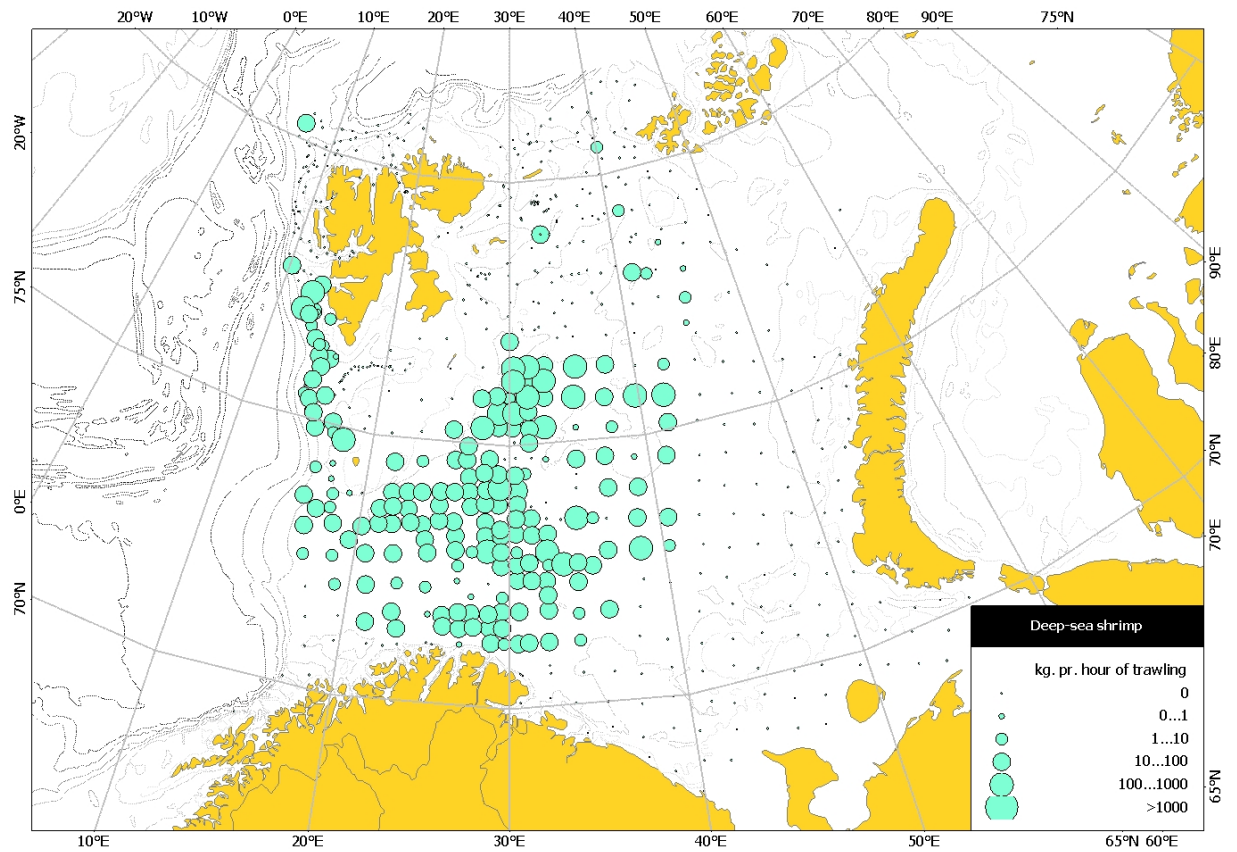 20°W 10°W 0°E 10°E 20°E 30°E 40°E 50°E 60°E 70°E 80°E 90°E 75°N
20°W
75°N
0°E
70°N
90°E
80°E
70°N
70°E
65°N
Deep-sea shrimp
kg. pr. hour of trawling
0
0...1
1...10
10...100
100...1000
>1000
10°E 20°E 30°E 40°E 50°E 65°N 60°E